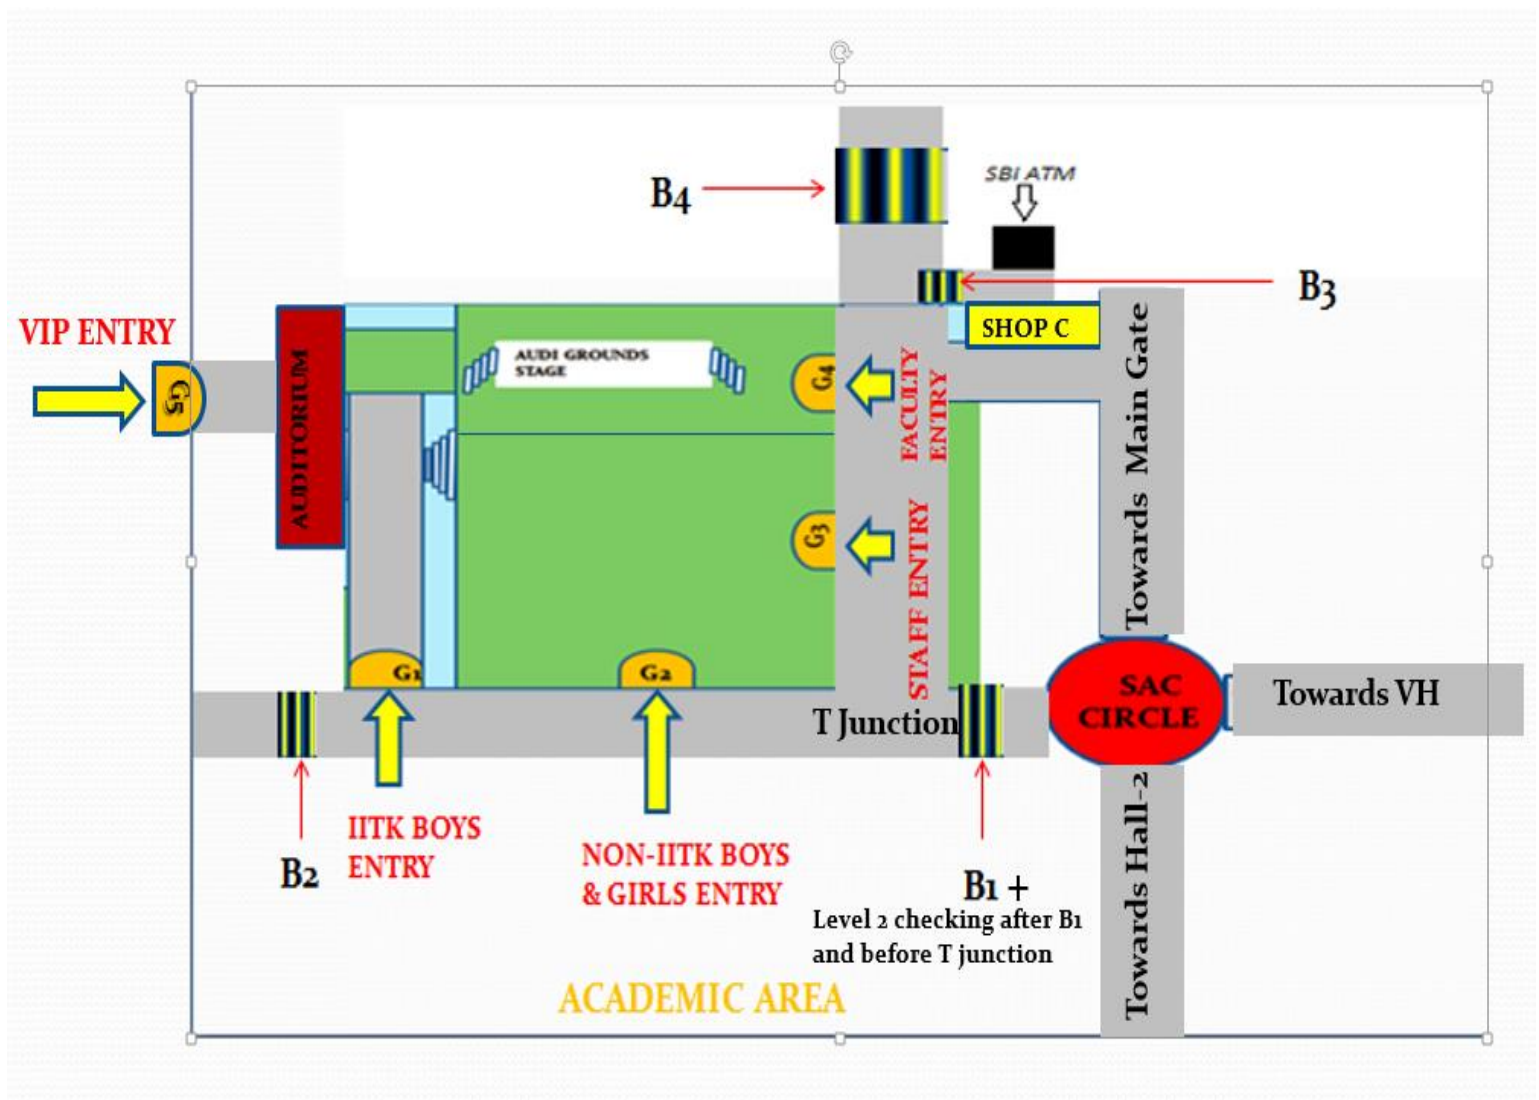 SBI ATM
B4
B3
VIP ENTRY
SHOP C
AUDI GROUNDS
STAGE
G5
AUDITORIUM
G4
FACULTY
ENTRY
Towards Main Gate
G3
STAFF ENTRY
G1
G2
SAC
CIRCLE
Towards VH
T Junction
IITK BOYS
ENTRY
NON-IITK BOYS
& GIRLS ENTRY
B2
B1 +
Level 2 checking after B1
and before T junction
Towards Hall-2
ACADEMIC AREA